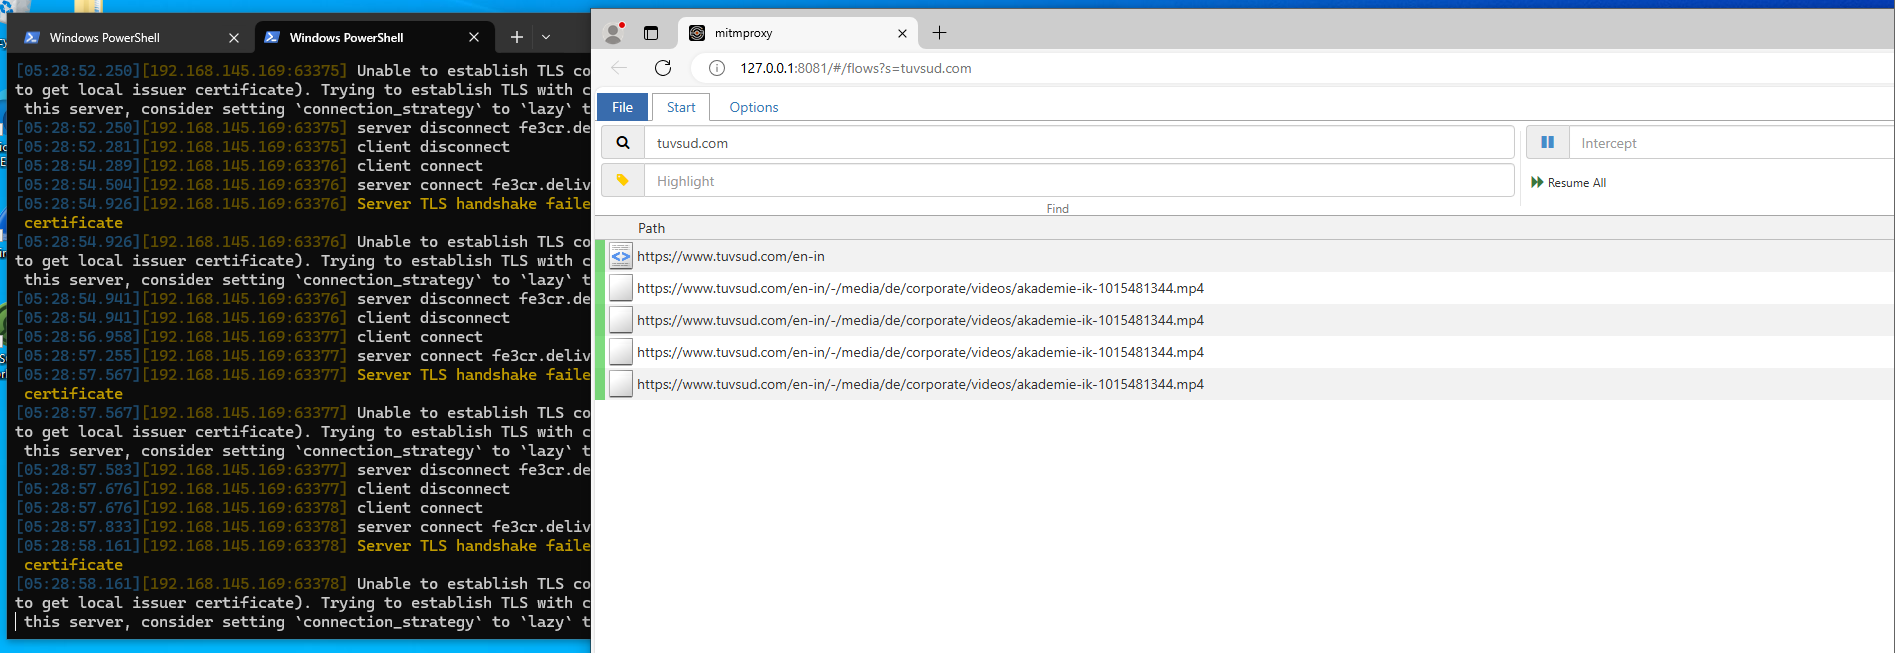 Windows PowerShell
Windows PowerShell
[05:28:52.250][192.168.145.169:63375] Unable to establish TLS co
to get local issuer certificate). Trying to establish TLS with c
this server, consider setting `connection_strategy` to `lazy` t
[05:28:52.250][192.168.145.169:63375] server disconnect fe3cr.de
[05:28:52.281][192.168.145.169:63375] client disconnect
[05:28:54.289][192.168.145.169:63376] client connect
[05:28:54.504][192.168.145.169:63376] server connect fe3cr.deliv
[05:28:54.926][192.168.145.169:63376] Server TLS handshake faile
certificate
[05:28:54.926][192.168.145.169:63376] Unable to establish TLS co
to get local issuer certificate). Trying to establish TLS with c
this server, consider setting `connection_strategy` to `lazy` t
[05:28:54.941][192.168.145.169:63376] server disconnect fe3cr.de
[05:28:54.941][192.168.145.169:63376] client disconnect
[05:28:56.958][192.168.145.169:63377] client connect
[05:28:57.255][192.168.145.169:63377] server connect fe3cr.deliv
[05:28:57.567][192.168.145.169:63377] Server TLS handshake faile
certificate
[05:28:57.567][192.168.145.169:63377] Unable to establish TLS co
to get local issuer certificate). Trying to establish TLS with c
this server, consider setting `connection_strategy` to `lazy` t
[05:28:57.583][192.168.145.169:63377] server disconnect fe3cr.de
[05:28:57.676][192.168.145.169:63377] client disconnect
[05:28:57.676][192.168.145.169:63378] client connect
[05:28:57.833][192.168.145.169:63378] server connect fe3cr.deliv
[05:28:58.161][192.168.145.169:63378] Server TLS handshake faile
certificate
[05:28:58.161][192.168.145.169:63378] Unable to establish TLS co
to get local issuer certificate). Trying to establish TLS with c
this server, consider setting `connection_strategy` to `lazy` t
mitmproxy
127.0.0.1:8081/#/flows?s=tuvsud.com
File Start Options
tuvsud.com
Intercept
Highlight
Resume All
Find
Path
https://www.tuvsud.com/en-in
https://www.tuvsud.com/en-in/-/media/de/corporate/videos/akademie-ik-1015481344.mp4
https://www.tuvsud.com/en-in/-/media/de/corporate/videos/akademie-ik-1015481344.mp4
https://www.tuvsud.com/en-in/-/media/de/corporate/videos/akademie-ik-1015481344.mp4
https://www.tuvsud.com/en-in/-/media/de/corporate/videos/akademie-ik-1015481344.mp4